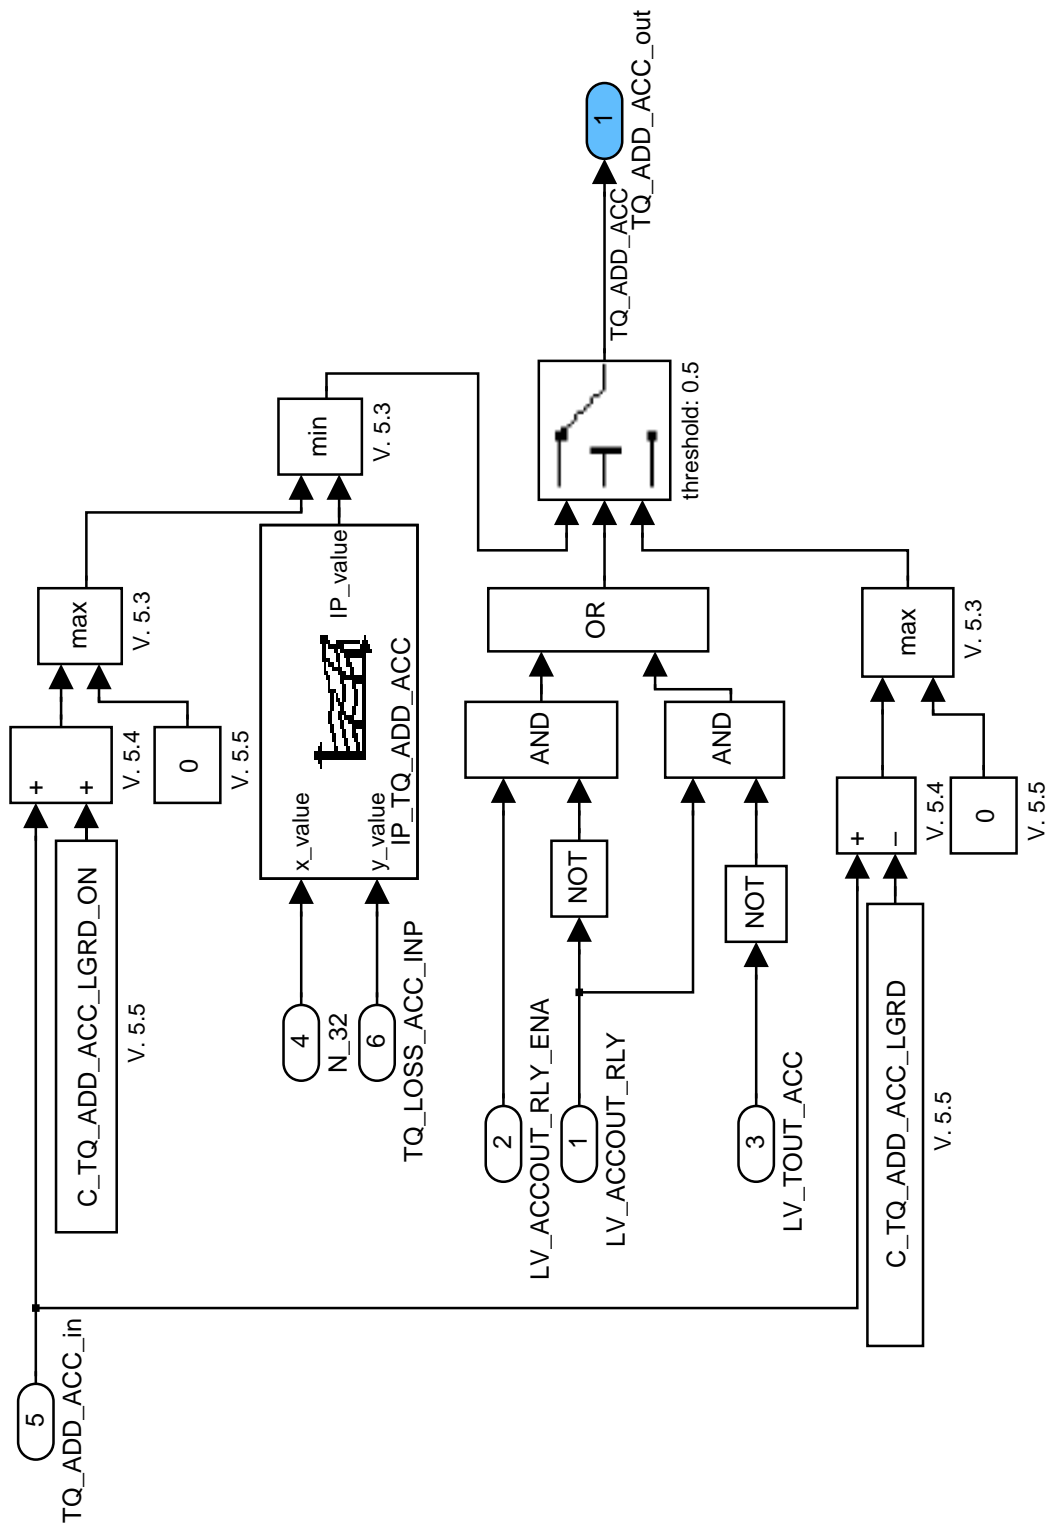 5
TQ_ADD_ACC_in
C_TQ_ADD_ACC_LGRD_ON
V. 5.5
+
+
V. 5.4
0
V. 5.5
max
V. 5.3
4
N_32
6
TQ_LOSS_ACC_INP
x_value
y_value
IP_value
IP_TQ_ADD_ACC
min
V. 5.3
2
LV_ACCOUT_RLY_ENA
1
LV_ACCOUT_RLY
3
LV_TOUT_ACC
NOT
NOT
AND
AND
OR
C_TQ_ADD_ACC_LGRD
V. 5.5
+
–
V. 5.4
0
V. 5.5
max
V. 5.3
threshold: 0.5
TQ_ADD_ACC
1
TQ_ADD_ACC_out